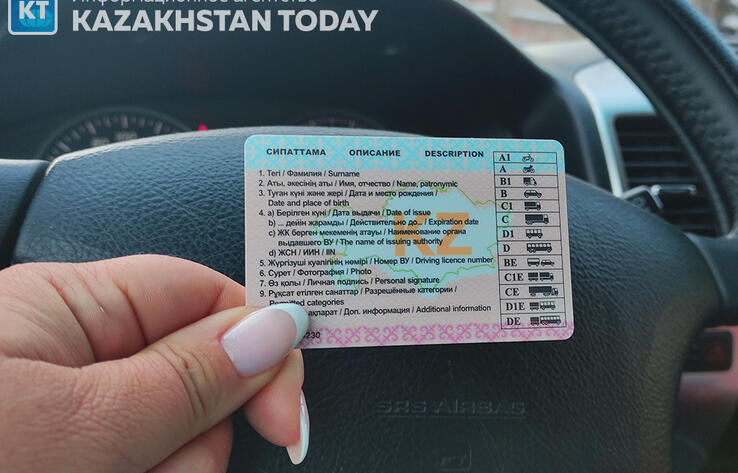 Информационное агентство
KT KAZAKHSTAN TODAY
СИПАТТАМА ОПИСАНИЕ DESCRIPTION
1. Тегі / Фамилия / Surname
2. Аты, әкесінің аты / Имя, отчество / Name, patronymic
3. Туған күні және жері / Дата и место рождения /
Date and place of birth
4. a) Берілген күні / Дата выдачи / Date of issue
b) ... дейін жарамды / Действительно до... / Expiration date
c) ЖК берген мекеменің атауы / Наименование органа
выдавшего ВУ / The name of issuing authority
d) ЖСН / ИИН / IIN
5. Жүргізуші куәлігінің нөмірі / Номер ВУ / Driving licence number
6. Сурет / Фотография / Photo
7. Өз қолы / Личная подпись / Personal signature
9. Рұқсат етілген санаттар / Разрешённые категории /
Permitted categories
ақпарат / Доп. информация / Additional information
230
KZ
A1
A
B1
B
C1
C
D1
D
BE
C1E
CE
D1E
DE
SRS AIRBAG